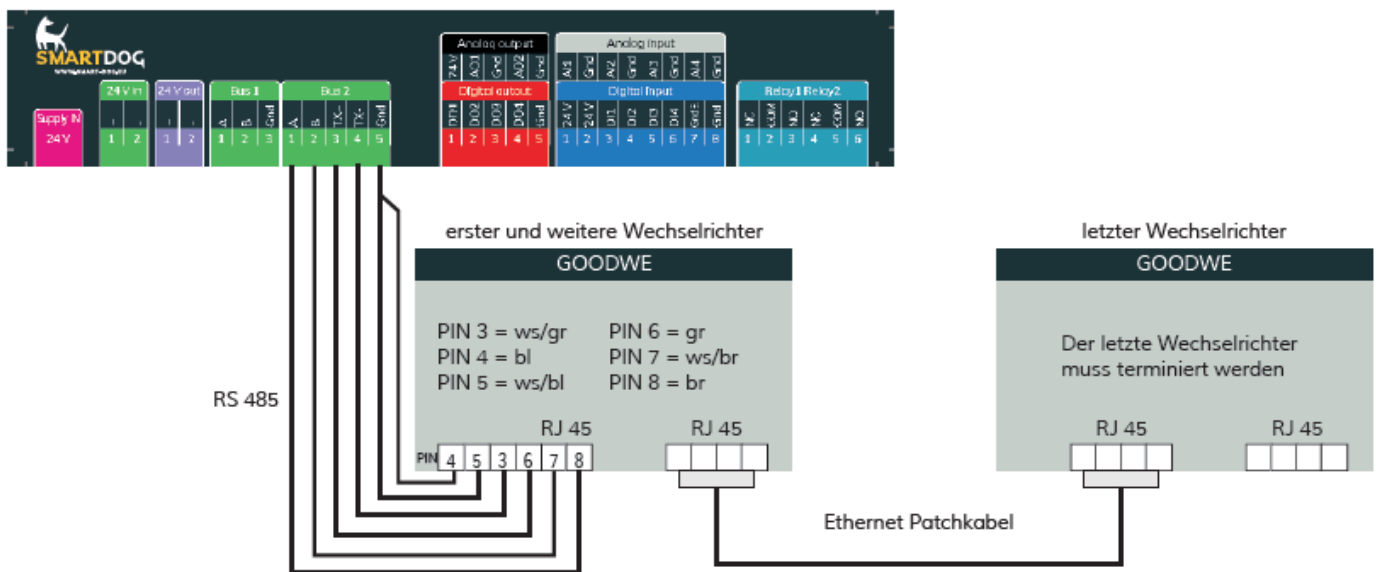 SMARTDOG
Supply IN
24 V
24 V in
1 2
24 V out
1 2
Bus 1
A B Gnd
1 2 3
Bus 2
A B TX- TX- Gnd
1 2 3 4 5
Analog output
24V AO1 Gnd AO2 Gnd
Digital output
DO1 DO2 DO3 DO4 Gnd
1 2 3 4 5
Analog input
AI1 Gnd AI2 Gnd AI3 Gnd AI4 Gnd
Digital Input
24V 24V DI1 DI2 DI3 DI4 GndE Gnd
1 2 3 4 5 6 7 8
Relay1 Relay2
NC COM NO NC COM NO
1 2 3 4 5 6
erster und weitere Wechselrichter
GOODWE
PIN 3 = ws/gr PIN 6 = gr
PIN 4 = bl PIN 7 = ws/br
PIN 5 = ws/bl PIN 8 = br
RJ 45
RJ 45
PIN 4 5 3 6 7 8
RS 485
letzter Wechselrichter
GOODWE
Der letzte Wechselrichter
muss terminiert werden
RJ 45
RJ 45
Ethernet Patchkabel